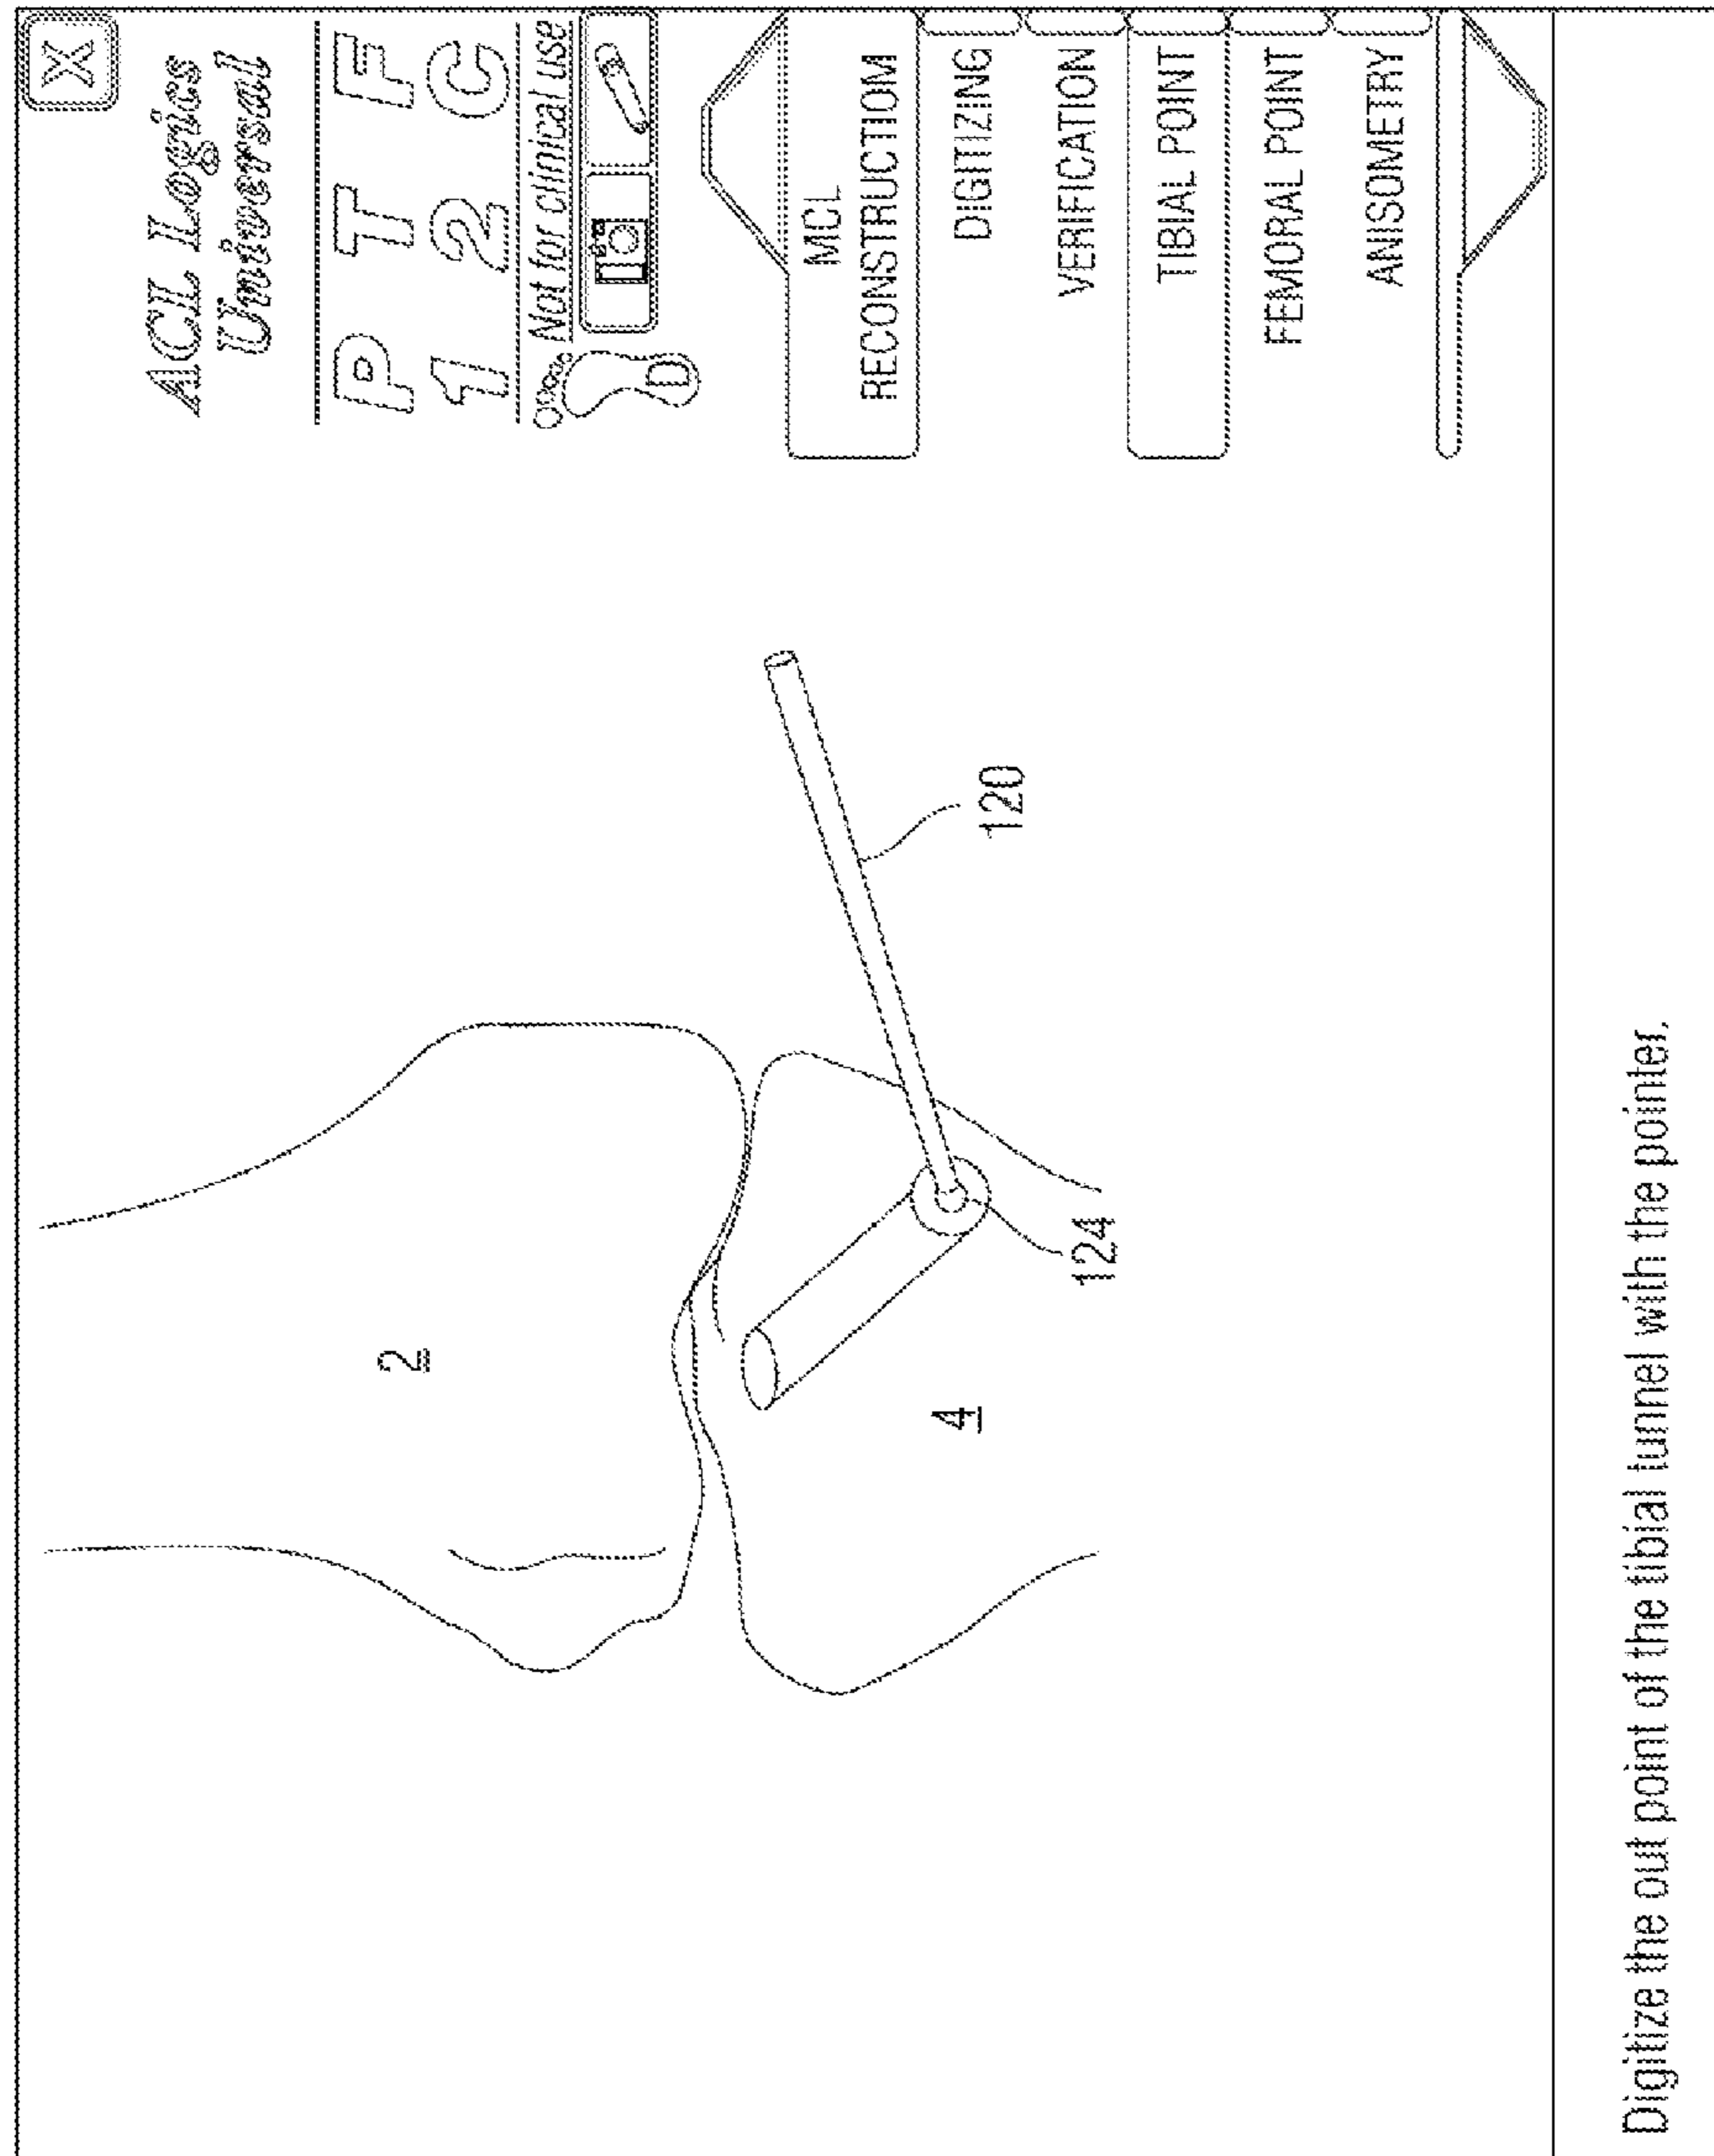 X
ACL Logics
Universal
P T F
1 2 C
Not for clinical use
D
MCL
RECONSTRUCTIOM
DIGITIZING
VERIFICATION
TIBIAL POINT
FEMORAL POINT
ANISOMETRY
2
4
120
124
Digitize the out point of the tibial tunnel with the pointer.